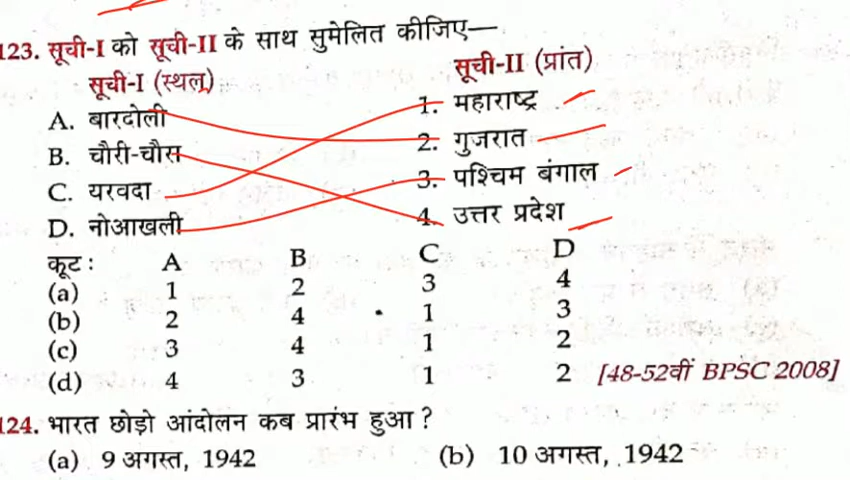 123. सूची-I को सूची-II के साथ सुमेलित कीजिए—
सूची-I (स्थल) सूची-II (प्रांत)
A. बारदोली 1. महाराष्ट्र
B. चौरी-चौरा 2. गुजरात
C. यरवदा 3. पश्चिम बंगाल
D. नोआखली 4. उत्तर प्रदेश
कूट : A B C D
(a) 1 2 3 4
(b) 2 4 1 3
(c) 3 4 1 2
(d) 4 3 1 2 [48-52वीं BPSC 2008]
124. भारत छोड़ो आंदोलन कब प्रारंभ हुआ ?
(a) 9 अगस्त, 1942 (b) 10 अगस्त, 1942